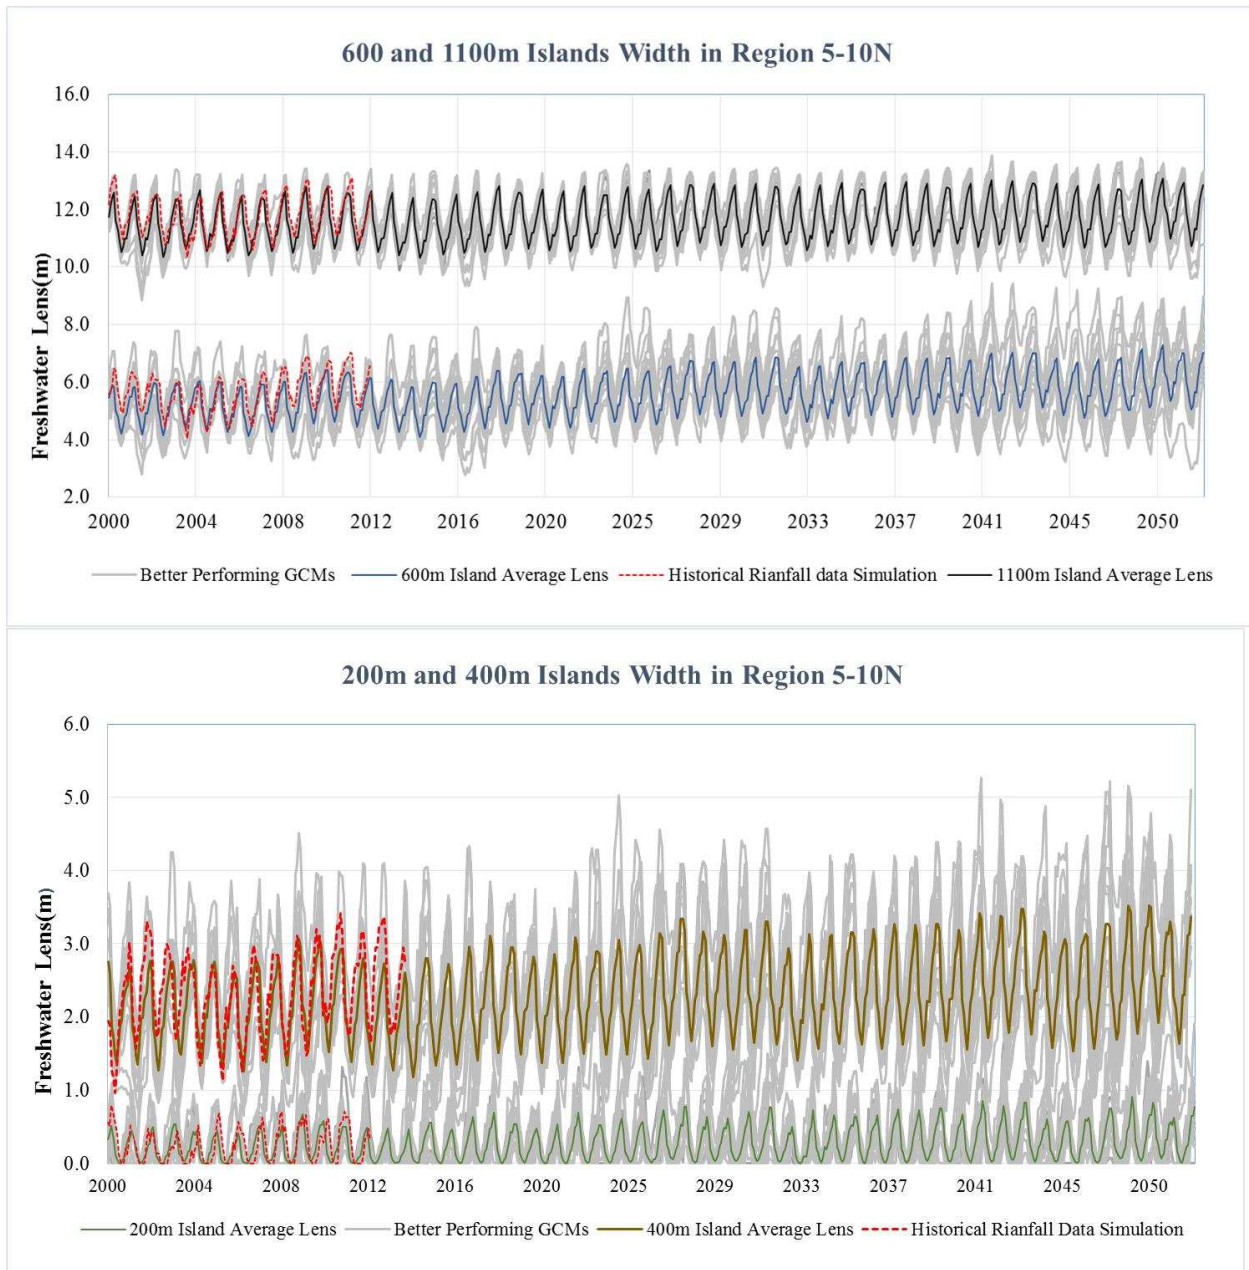 600 and 1100m Islands Width in Region 5-10N
Freshwater Lens(m)
16.0
14.0
12.0
10.0
8.0
6.0
4.0
2.0
2000 2004 2008 2012 2016 2020 2025 2029 2033 2037 2041 2045 2050
Better Performing GCMs 600m Island Average Lens Historical Rianfall data Simulation 1100m Island Average Lens
200m and 400m Islands Width in Region 5-10N
Freshwater Lens(m)
6.0
5.0
4.0
3.0
2.0
1.0
0.0
2000 2004 2008 2012 2016 2020 2025 2029 2033 2037 2041 2045 2050
200m Island Average Lens Better Performing GCMs 400m Island Average Lens Historical Rianfall Data Simulation